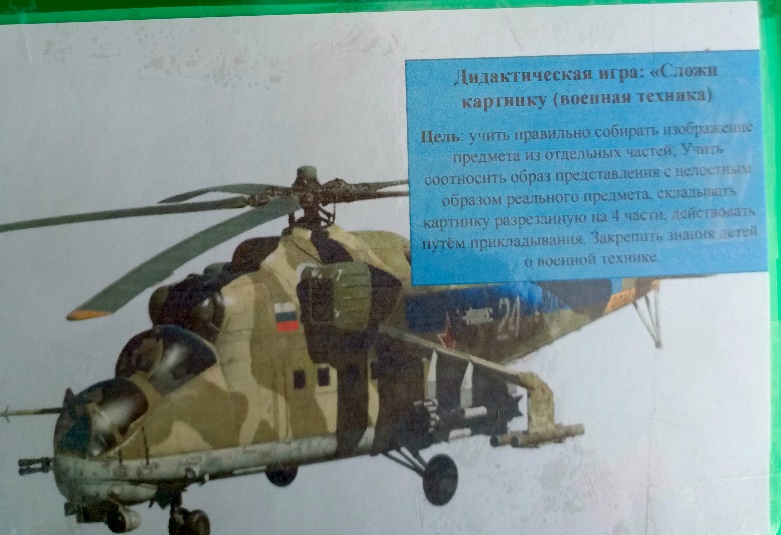 Дидактическая игра: «Сложи
картинку (военная техника)
Цель: учить правильно собирать изображение
предмета из отдельных частей; Учить
соотносить образ представления с целостным
образом реального предмета, складывать
картинку разрезанную на 4 части, действовать
путём прикладывания. Закрепить знания детей
о военной технике.
24